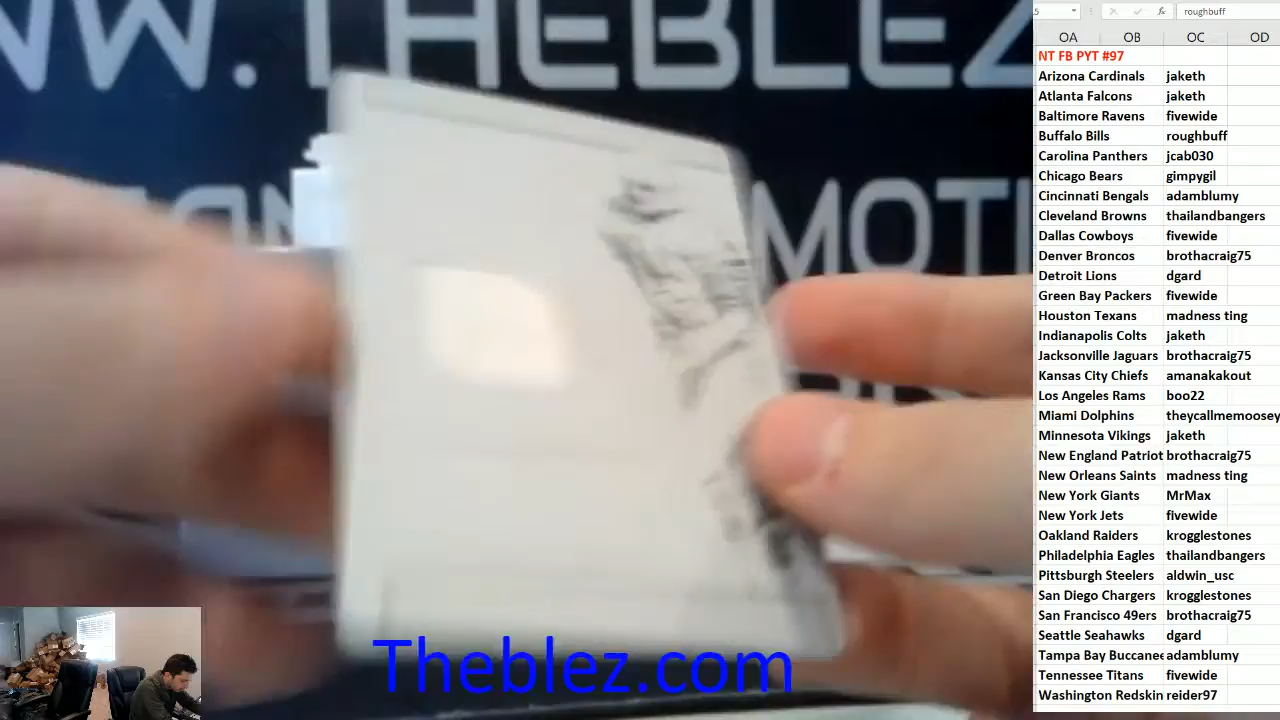 WW.THEBLEZ
MOTI
Theblez.com
5
roughbuff
OA OB OC OD
NT FB PYT #97
Arizona Cardinals jaketh
Atlanta Falcons jaketh
Baltimore Ravens fivewide
Buffalo Bills roughbuff
Carolina Panthers jcab030
Chicago Bears gimpygil
Cincinnati Bengals adamblumy
Cleveland Browns thailandbangers
Dallas Cowboys fivewide
Denver Broncos brothacraig75
Detroit Lions dgard
Green Bay Packers fivewide
Houston Texans madness ting
Indianapolis Colts jaketh
Jacksonville Jaguars brothacraig75
Kansas City Chiefs amanakakout
Los Angeles Rams boo22
Miami Dolphins theycallmemoosey
Minnesota Vikings jaketh
New England Patriot brothacraig75
New Orleans Saints madness ting
New York Giants MrMax
New York Jets fivewide
Oakland Raiders krogglestones
Philadelphia Eagles thailandbangers
Pittsburgh Steelers aldwin_usc
San Diego Chargers krogglestones
San Francisco 49ers brothacraig75
Seattle Seahawks dgard
Tampa Bay Buccanee adamblumy
Tennessee Titans fivewide
Washington Redskin reider97